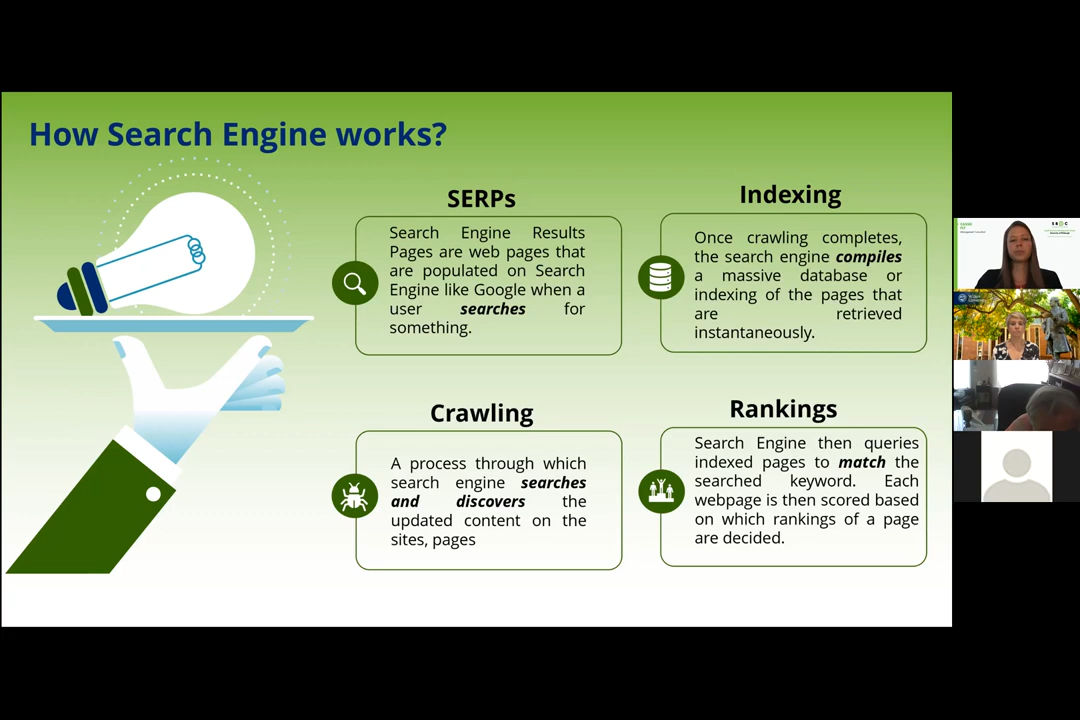 How Search Engine works?
SERPs
Search Engine Results
Pages are web pages that
are populated on Search
Engine like Google when a
user searches for
something.
Indexing
Once crawling completes,
the search engine compiles
a massive database or
indexing of the pages that
are retrieved
instantaneously.
Crawling
A process through which
search engine searches
and discovers the
updated content on the
sites, pages
Rankings
Search Engine then queries
indexed pages to match the
searched keyword. Each
webpage is then scored based
on which rankings of a page
are decided.